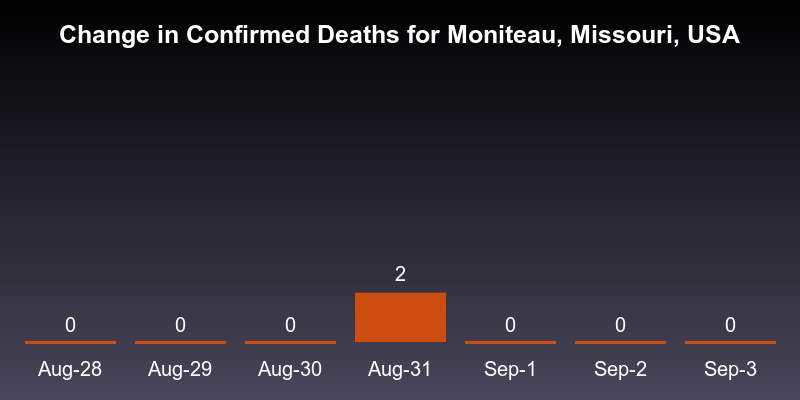 Change in Confirmed Deaths for Moniteau, Missouri, USA
2
0 0 0 0 0 0
Aug-28 Aug-29 Aug-30 Aug-31 Sep-1 Sep-2 Sep-3